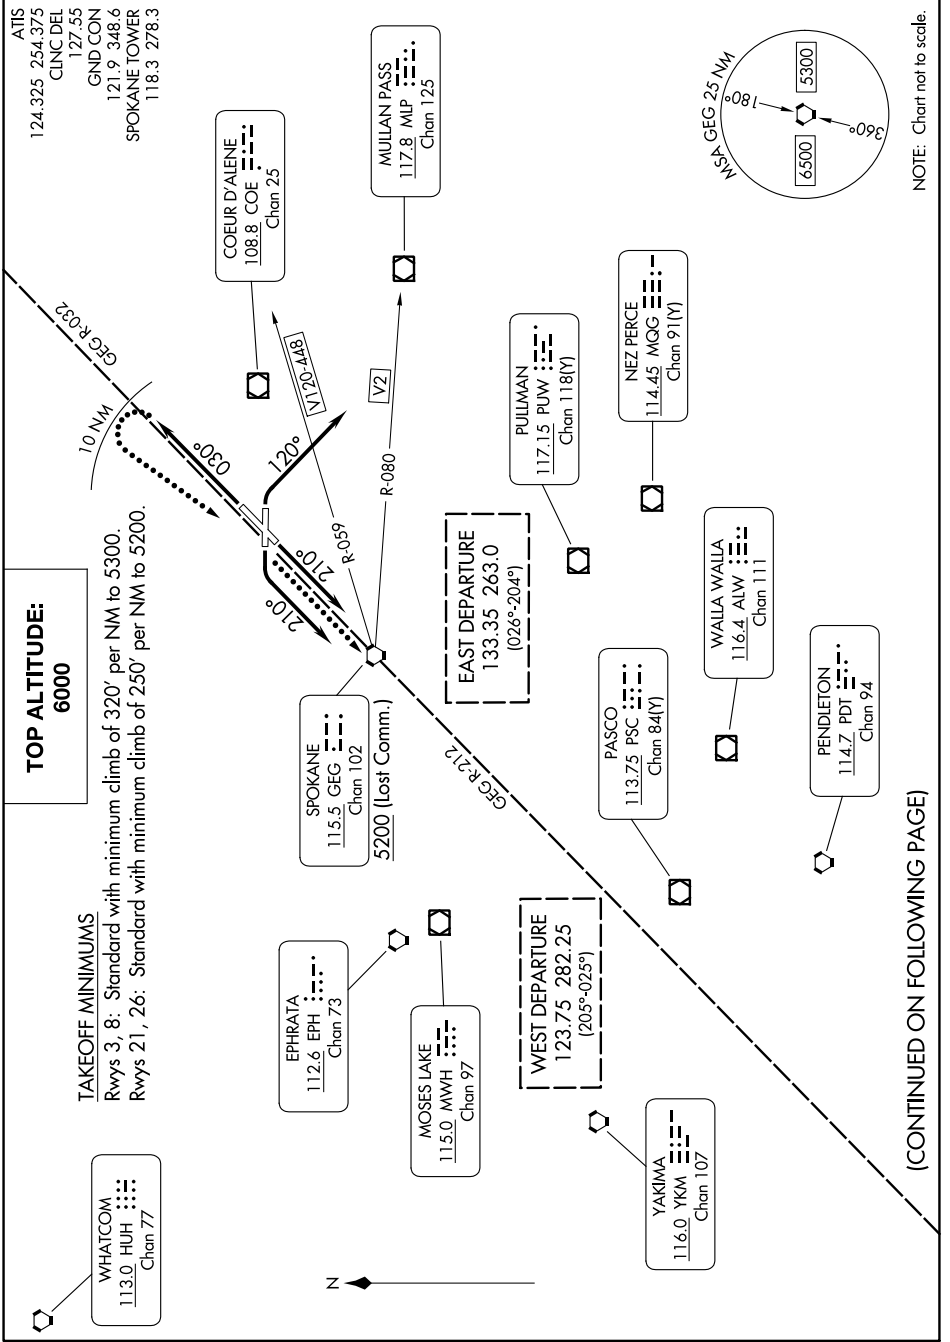 TOP ALTITUDE:
6000
ATIS
124.325 254.375
CLNC DEL
127.55
GND CON
121.9 348.6
SPOKANE TOWER
118.3 278.3
TAKEOFF MINIMUMS
Rwys 3, 8: Standard with minimum climb of 320' per NM to 5300.
Rwys 21, 26: Standard with minimum climb of 250' per NM to 5200.
WHATCOM
113.0 HUH
Chan 77
10 NM
GEG R-032
030°
120°
210°
210°
COEUR D'ALENE
108.8 COE
Chan 25
V120-448
R-059
V2
R-080
MULLAN PASS
117.8 MLP
Chan 125
SPOKANE
115.5 GEG
Chan 102
5200 (Lost Comm.)
EPHRATA
112.6 EPH
Chan 73
MOSES LAKE
115.0 MWH
Chan 97
GEG R-212
EAST DEPARTURE
133.35 263.0
(026°-204°)
WEST DEPARTURE
123.75 282.25
(205°-025°)
PULLMAN
117.15 PUW
Chan 118(Y)
NEZ PERCE
114.45 MQG
Chan 91(Y)
PASCO
113.75 PSC
Chan 84(Y)
WALLA WALLA
116.4 ALW
Chan 111
PENDLETON
114.7 PDT
Chan 94
YAKIMA
116.0 YKM
Chan 107
N
MSA GEG 25 NM
180°
360°
6500
5300
NOTE: Chart not to scale.
(CONTINUED ON FOLLOWING PAGE)